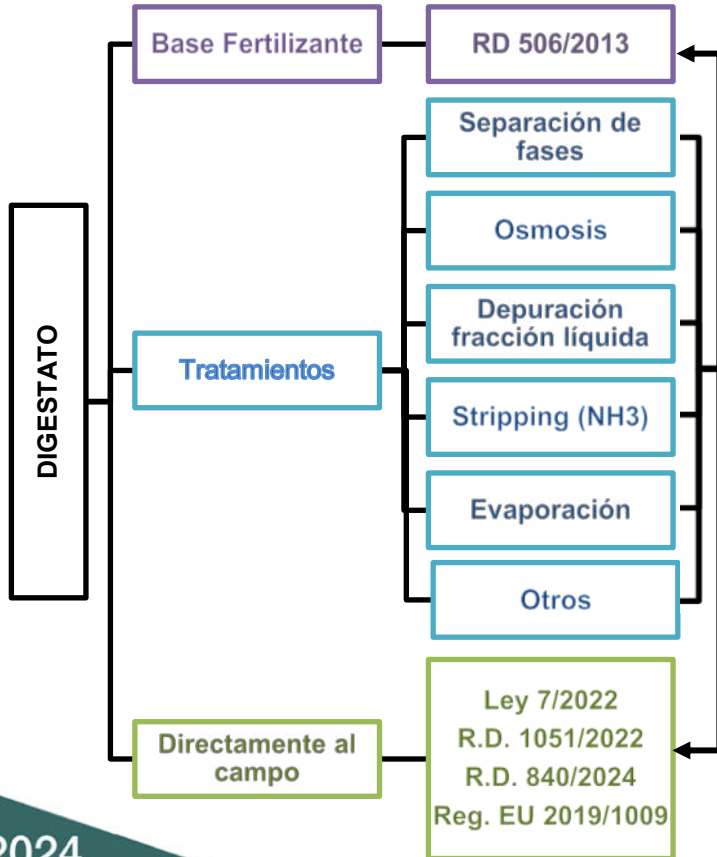 Base Fertilizante
RD 506/2013
Separación de
fases
Osmosis
Depuración
fracción líquida
DIGESTATO
Tratamientos
Stripping (NH3)
Evaporación
Otros
Directamente al
campo
Ley 7/2022
R.D. 1051/2022
R.D. 840/2024
Reg. EU 2019/1009
2024